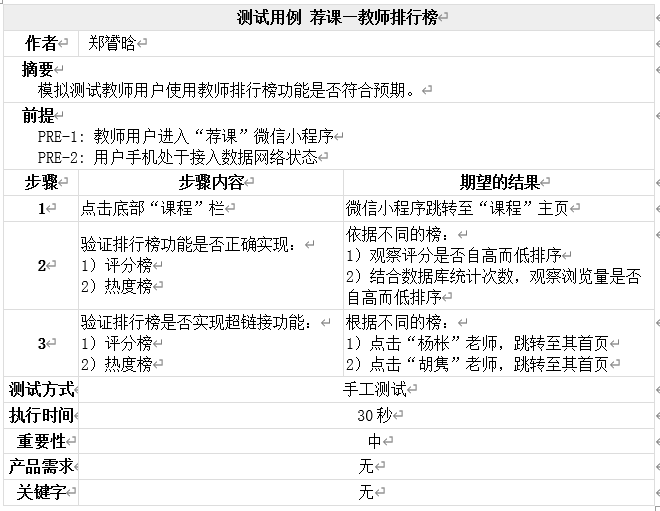 测试用例 荐课—教师排行榜
作者 郑膋晗
摘要
模拟测试教师用户使用教师排行榜功能是否符合预期。
前提
PRE-1: 教师用户进入“荐课”微信小程序
PRE-2: 用户手机处于接入数据网络状态
步骤 步骤内容 期望的结果
1 点击底部“课程”栏 微信小程序跳转至“课程”主页
2 验证排行榜功能是否正确实现：
1）评分榜
2）热度榜
依据不同的榜：
1）观察评分是否自高而低排序
2）结合数据库统计次数，观察浏览量是否
自高而低排序
3 验证排行榜是否实现超链接功能：
1）评分榜
2）热度榜
根据不同的榜：
1）点击“杨枨”老师，跳转至其首页
2）点击“胡隽”老师，跳转至其首页
测试方式 手工测试
执行时间 30 秒
重要性 中
产品需求 无
关键字 无